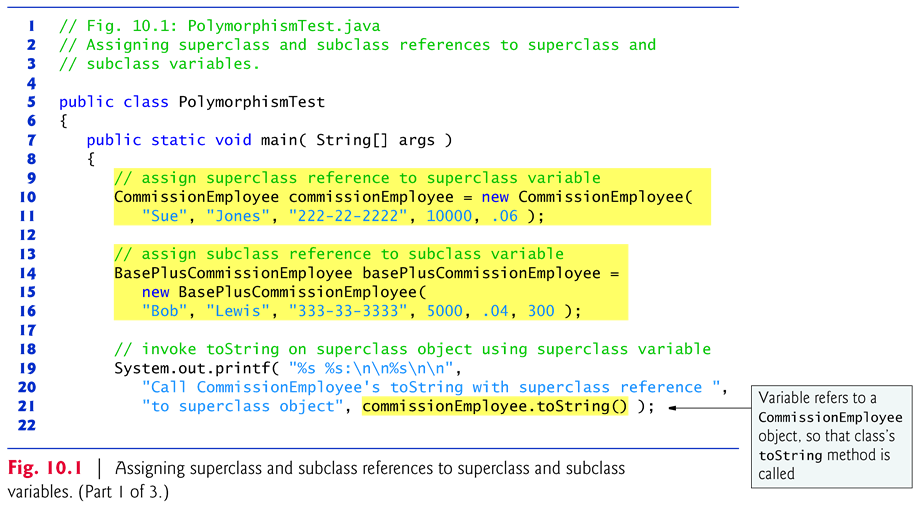 1 // Fig. 10.1: PolymorphismTest.java
2 // Assigning superclass and subclass references to superclass and
3 // subclass variables.
4
5 public class PolymorphismTest
6 {
7 public static void main( String[] args )
8 {
9 // assign superclass reference to superclass variable
10 CommissionEmployee commissionEmployee = new CommissionEmployee(
11 "Sue", "Jones", "222-22-2222", 10000, .06 );
12
13 // assign subclass reference to subclass variable
14 BasePlusCommissionEmployee basePlusCommissionEmployee =
15 new BasePlusCommissionEmployee(
16 "Bob", "Lewis", "333-33-3333", 5000, .04, 300 );
17
18 // invoke toString on superclass object using superclass variable
19 System.out.printf( "%s %s:\n\n%s\n\n",
20 "Call CommissionEmployee's toString with superclass reference ",
21 "to superclass object", commissionEmployee.toString() );
22
Variable refers to a
CommissionEmployee
object, so that class's
toString method is
called
Fig. 10.1 | Assigning superclass and subclass references to superclass and subclass
variables. (Part 1 of 3.)